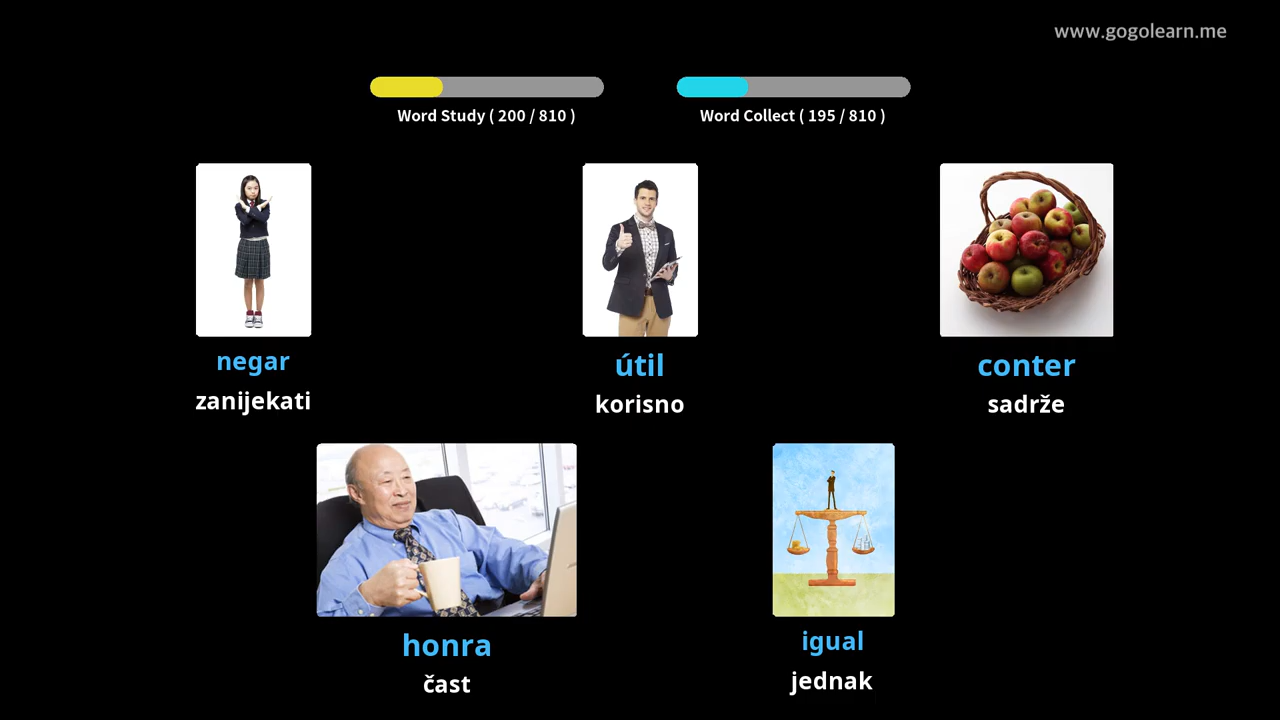 www.gogolearn.me
Word Study ( 200 / 810 )
Word Collect ( 195 / 810 )
negar
zanijekati
útil
korisno
conter
sadrže
honra
čast
igual
jednak